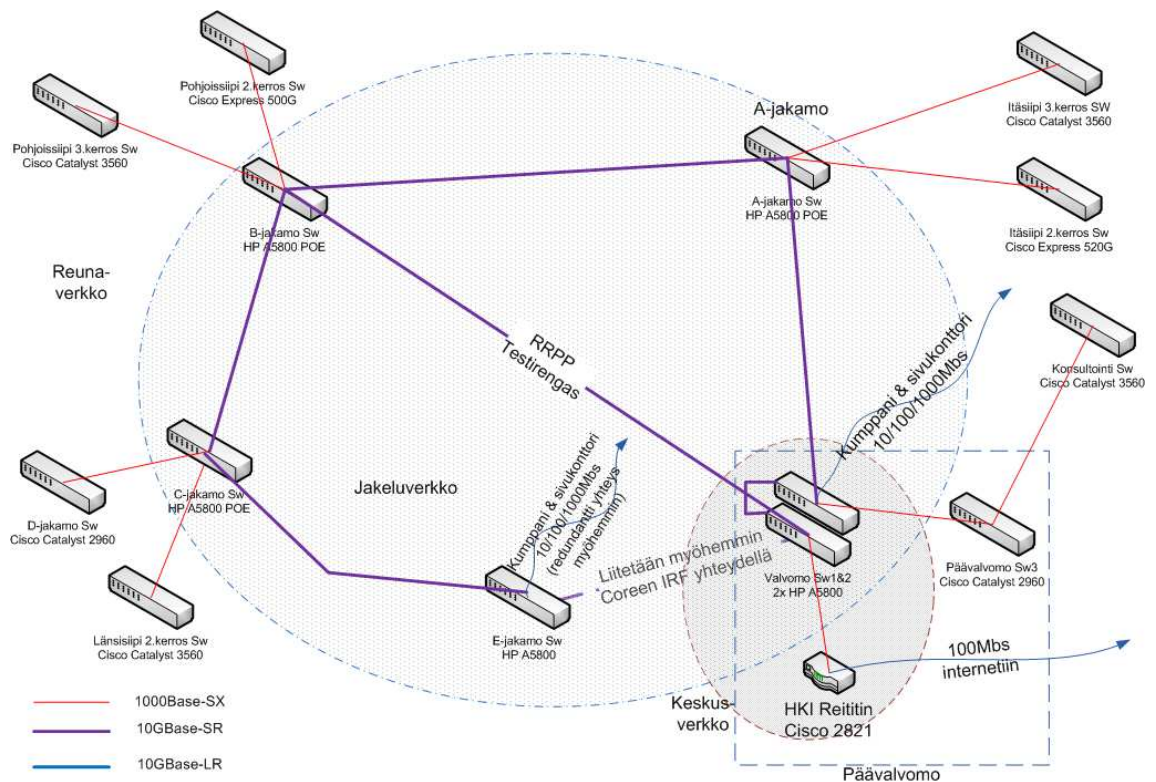 Pohjoissiipi 2.kerros Sw
Cisco Express 500G
Pohjoissiipi 3.kerros Sw
Cisco Catalyst 3560
A-jakamo
Itäsiipi 3.kerros SW
Cisco Catalyst 3560
B-jakamo Sw
HP A5800 POE
A-jakamo Sw
HP A5800 POE
Itäsiipi 2.kerros Sw
Cisco Express 520G
Reuna-
verkko
RRPP
Testirengas
Kumppani & sivukonttori
10/100/1000Mbs
Konsultointi Sw
Cisco Catalyst 3560
C-jakamo Sw
HP A5800 POE
Jakeluverkko
Kumppani & sivukonttori
10/100/1000Mbs
(redundantti yhteys
myöhemmin)
D-jakamo Sw
Cisco Catalyst 2960
Liitetään myöhemmin
Coreen IRF yhteydellä
Valvomo Sw1&2
2x HP A5800
Päävalvomo Sw3
Cisco Catalyst 2960
Länsisiipi 2.kerros Sw
Cisco Catalyst 3560
E-jakamo Sw
HP A5800
100Mbs
internetiin
Keskus-
verkko
HKI Reititin
Cisco 2821
Päävalvomo
1000Base-SX
10GBase-SR
10GBase-LR